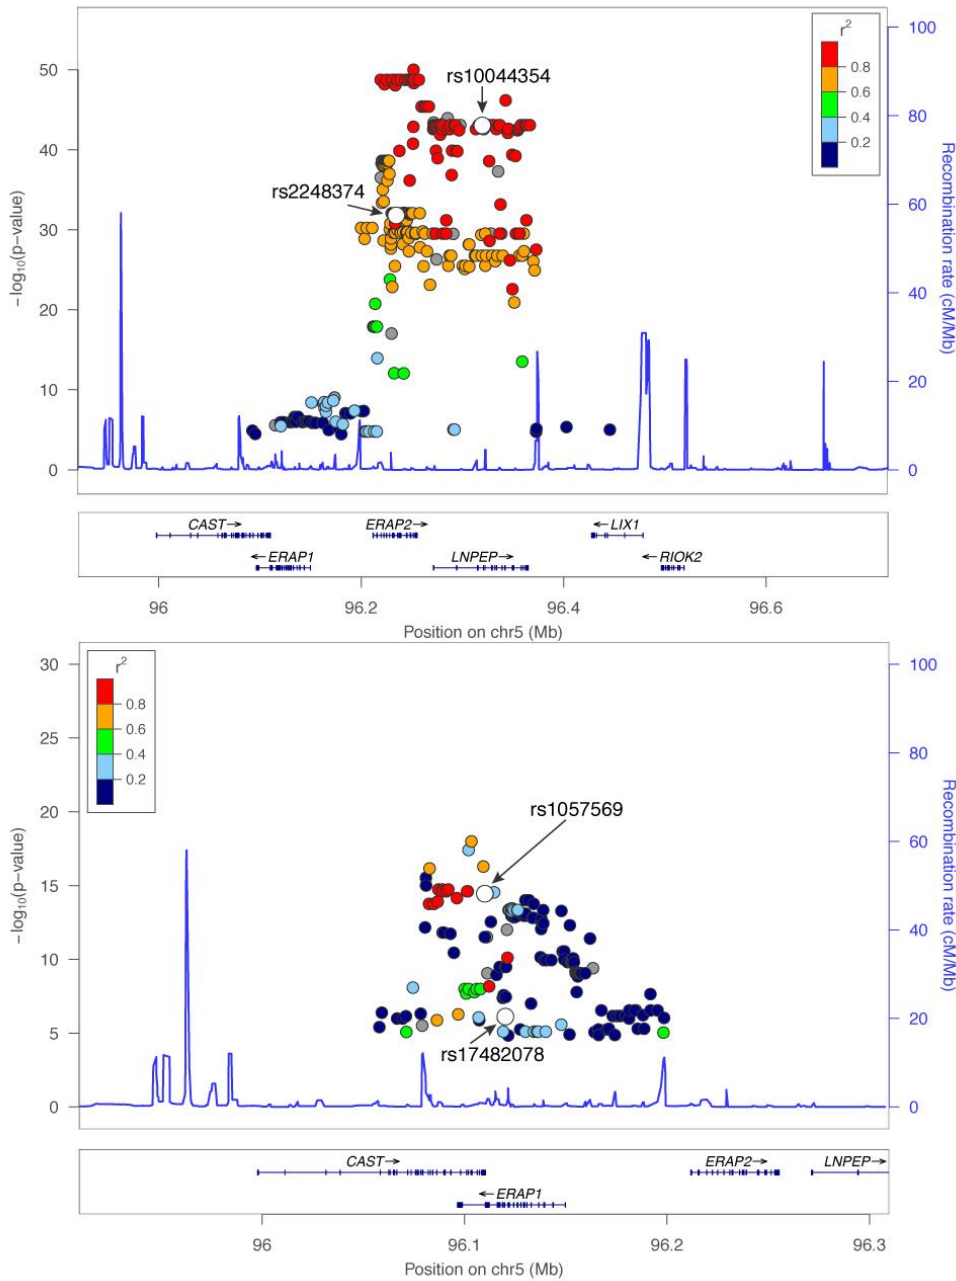 r²
0.8
0.6
0.4
0.2
rs10044354
rs2248374
50
40
30
20
10
0
−log₁₀(p−value)
100
80
60
40
20
0
Recombination rate (cM/Mb)
CAST→
ERAP2→
←LIX1
←ERAP1
LNPEP→
←RIOK2
96
96.2
96.4
96.6
Position on chr5 (Mb)
r²
0.8
0.6
0.4
0.2
rs1057569
rs17482078
30
25
20
15
10
5
0
−log₁₀(p−value)
100
80
60
40
20
0
Recombination rate (cM/Mb)
CAST→
ERAP2→
LNPEP→
←ERAP1
96
96.1
96.2
96.3
Position on chr5 (Mb)